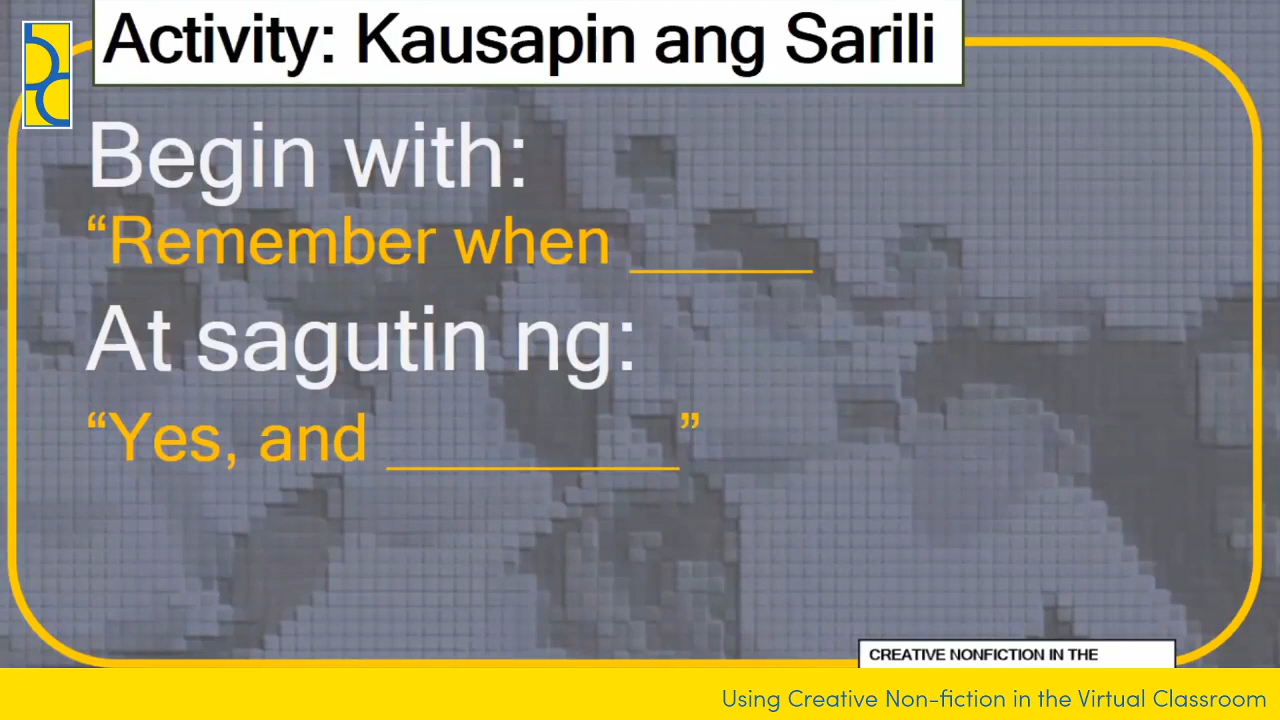 Activity: Kausapin ang Sarili
Begin with:
“Remember when ______
At sagutin ng:
“Yes, and _________”
CREATIVE NONFICTION IN THE
Using Creative Non-fiction in the Virtual Classroom